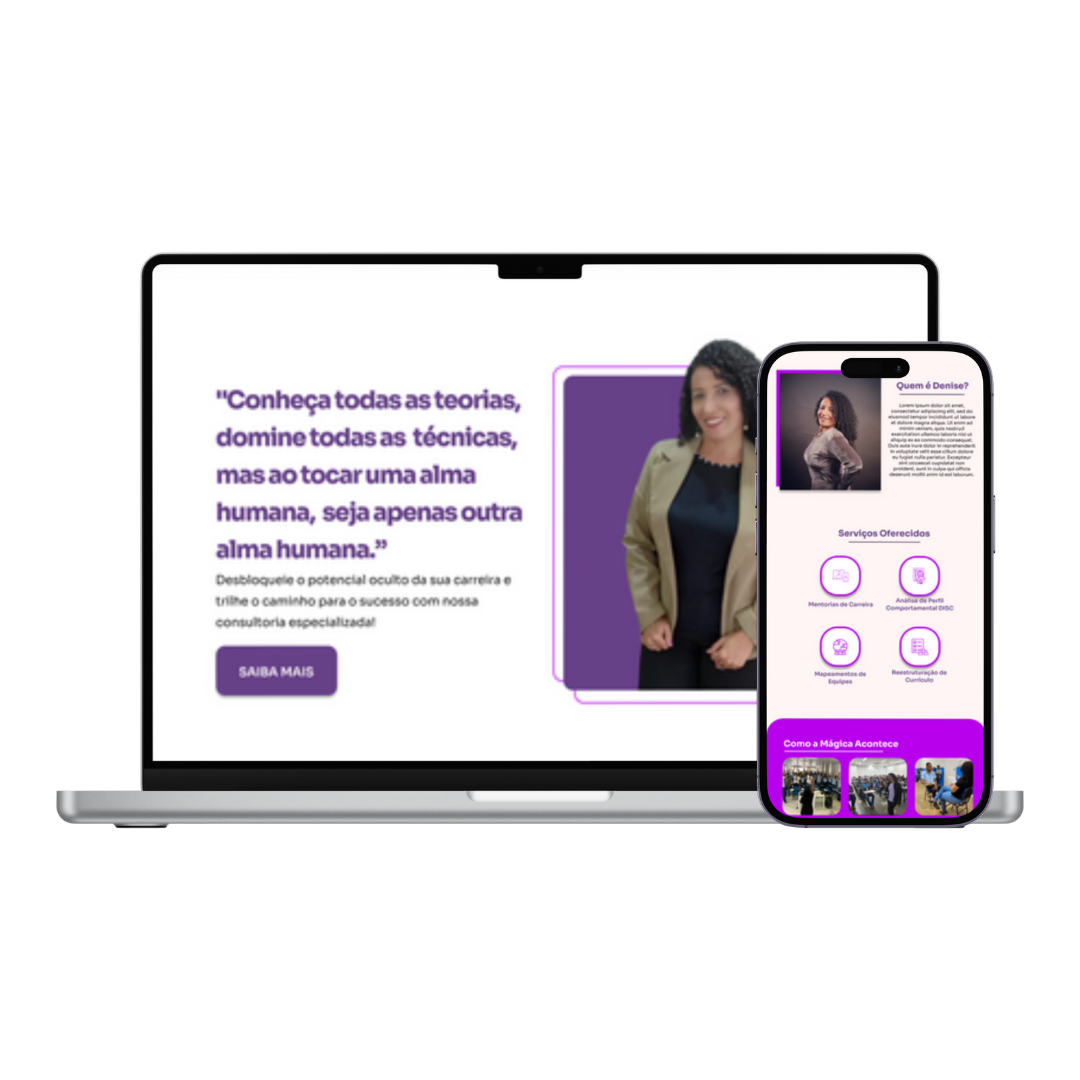 "Conheça todas as teorias,
domine todas as técnicas,
mas ao tocar uma alma
humana, seja apenas outra
alma humana.”
Desbloqueie o potencial oculto da sua carreira e
trilhe o caminho para o sucesso com nossa
consultoria especializada!
SAIBA MAIS
Quem é Denise?
Lorem ipsum dolor sit amet,
consectetur adipiscing elit, sed do
eiusmod tempor incididunt ut labore
et dolore magna aliqua. Ut enim ad
minim veniam, quis nostrud
exercitation ullamco laboris nisi ut
aliquip ex ea commodo consequat.
Duis aute irure dolor in reprehenderit
in voluptate velit esse cillum dolore
eu fugiat nulla pariatur. Excepteur
sint occaecat cupidatat non
proident, sunt in culpa qui officia
deserunt mollit anim id est laborum.
Serviços Oferecidos
Mentorias de Carreira
Análise de Perfil
Comportamental DISC
Mapeamentos de
Equipes
Reestruturação de
Currículo
Como a Mágica Acontece